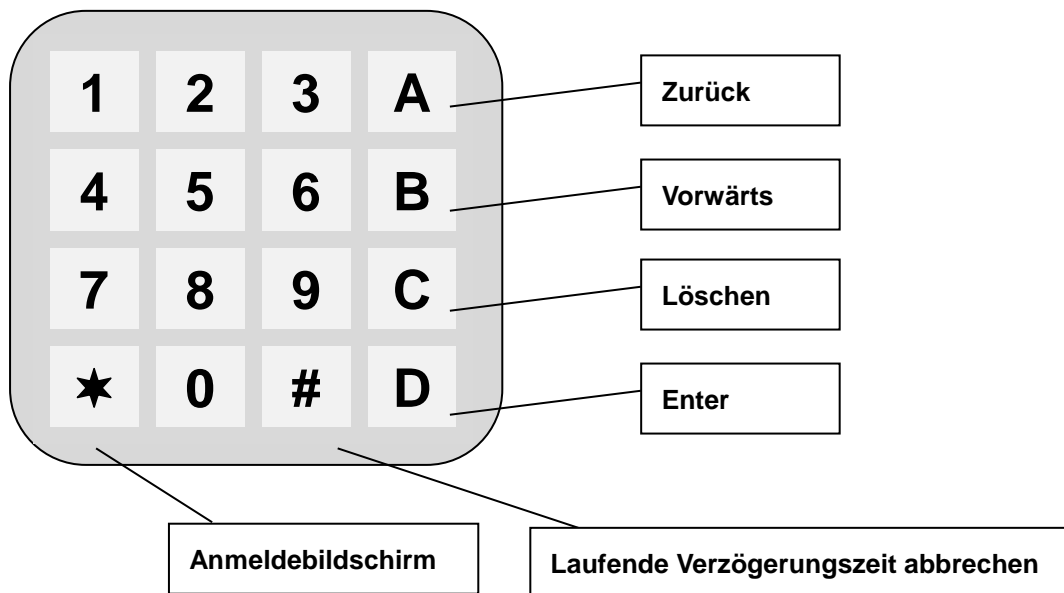 1 2 3 A
Zurück
4 5 6 B
Vorwärts
7 8 9 C
Löschen
✶ 0 # D
Enter
Anmeldebildschirm
Laufende Verzögerungszeit abbrechen